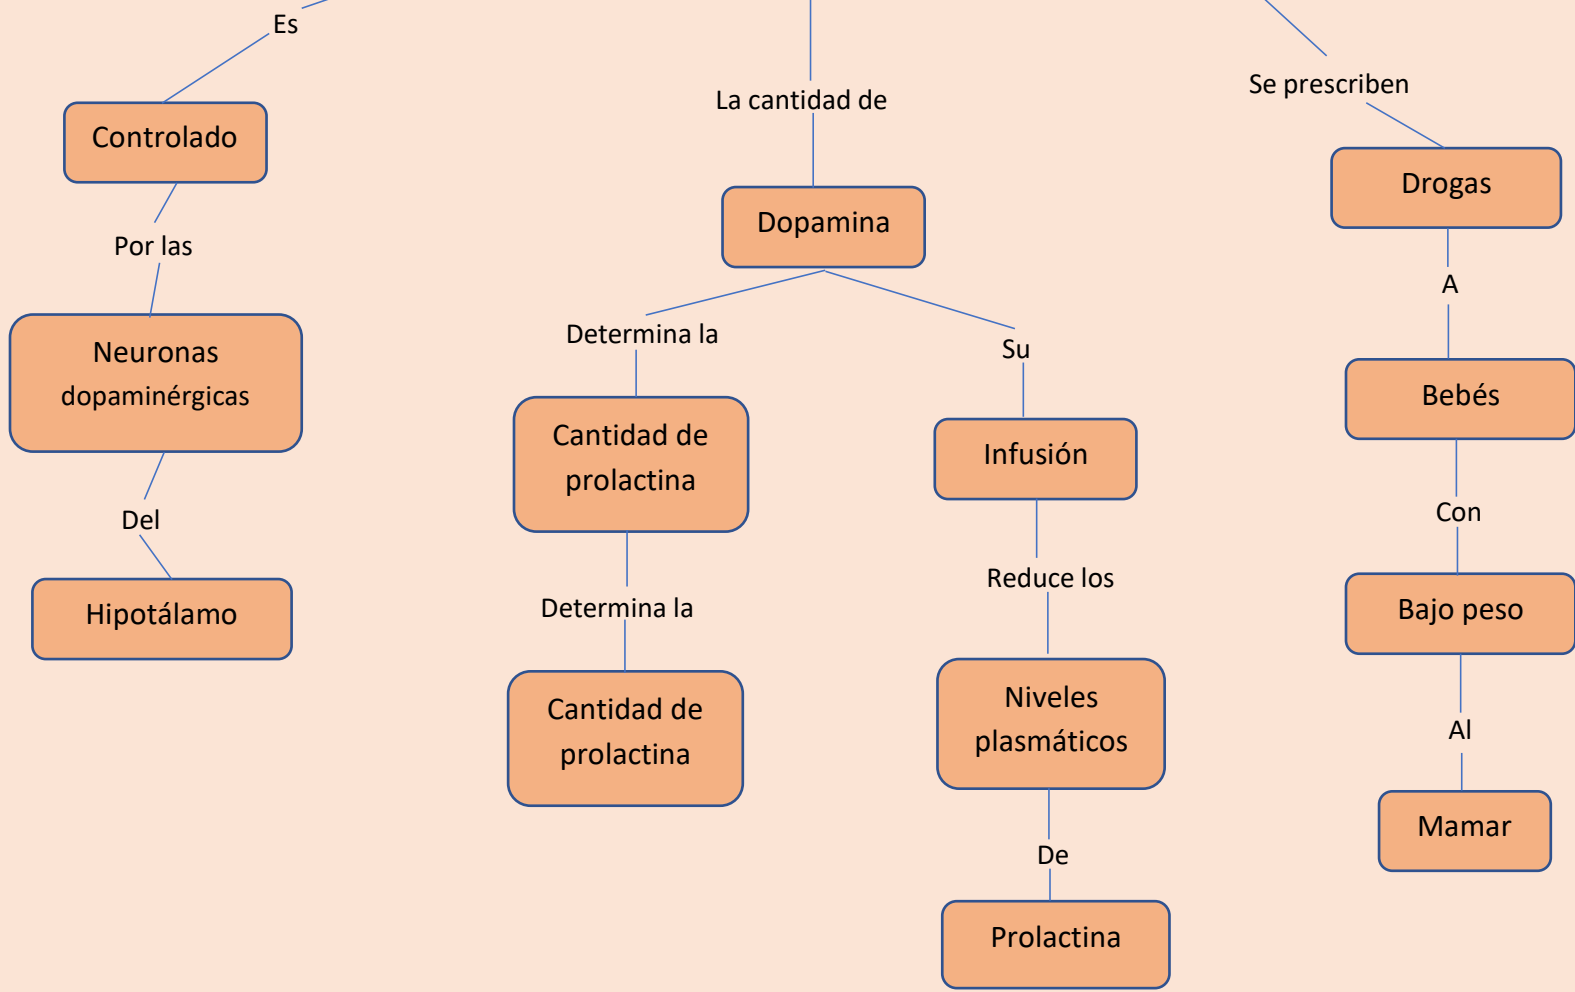 Es
Controlado
Por las
Neuronas
dopaminérgicas
Del
Hipotálamo
La cantidad de
Dopamina
Determina la
Cantidad de
prolactina
Determina la
Cantidad de
prolactina
Su
Infusión
Reduce los
Niveles
plasmáticos
De
Prolactina
Se prescriben
Drogas
A
Bebés
Con
Bajo peso
Al
Mamar